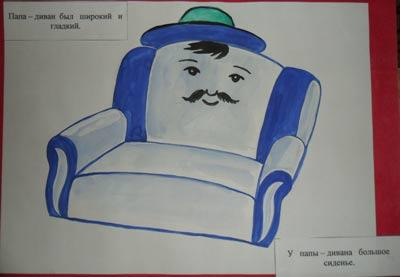 Папа – диван был широкий и
гладкий.
У папы – дивана большое
сиденье.